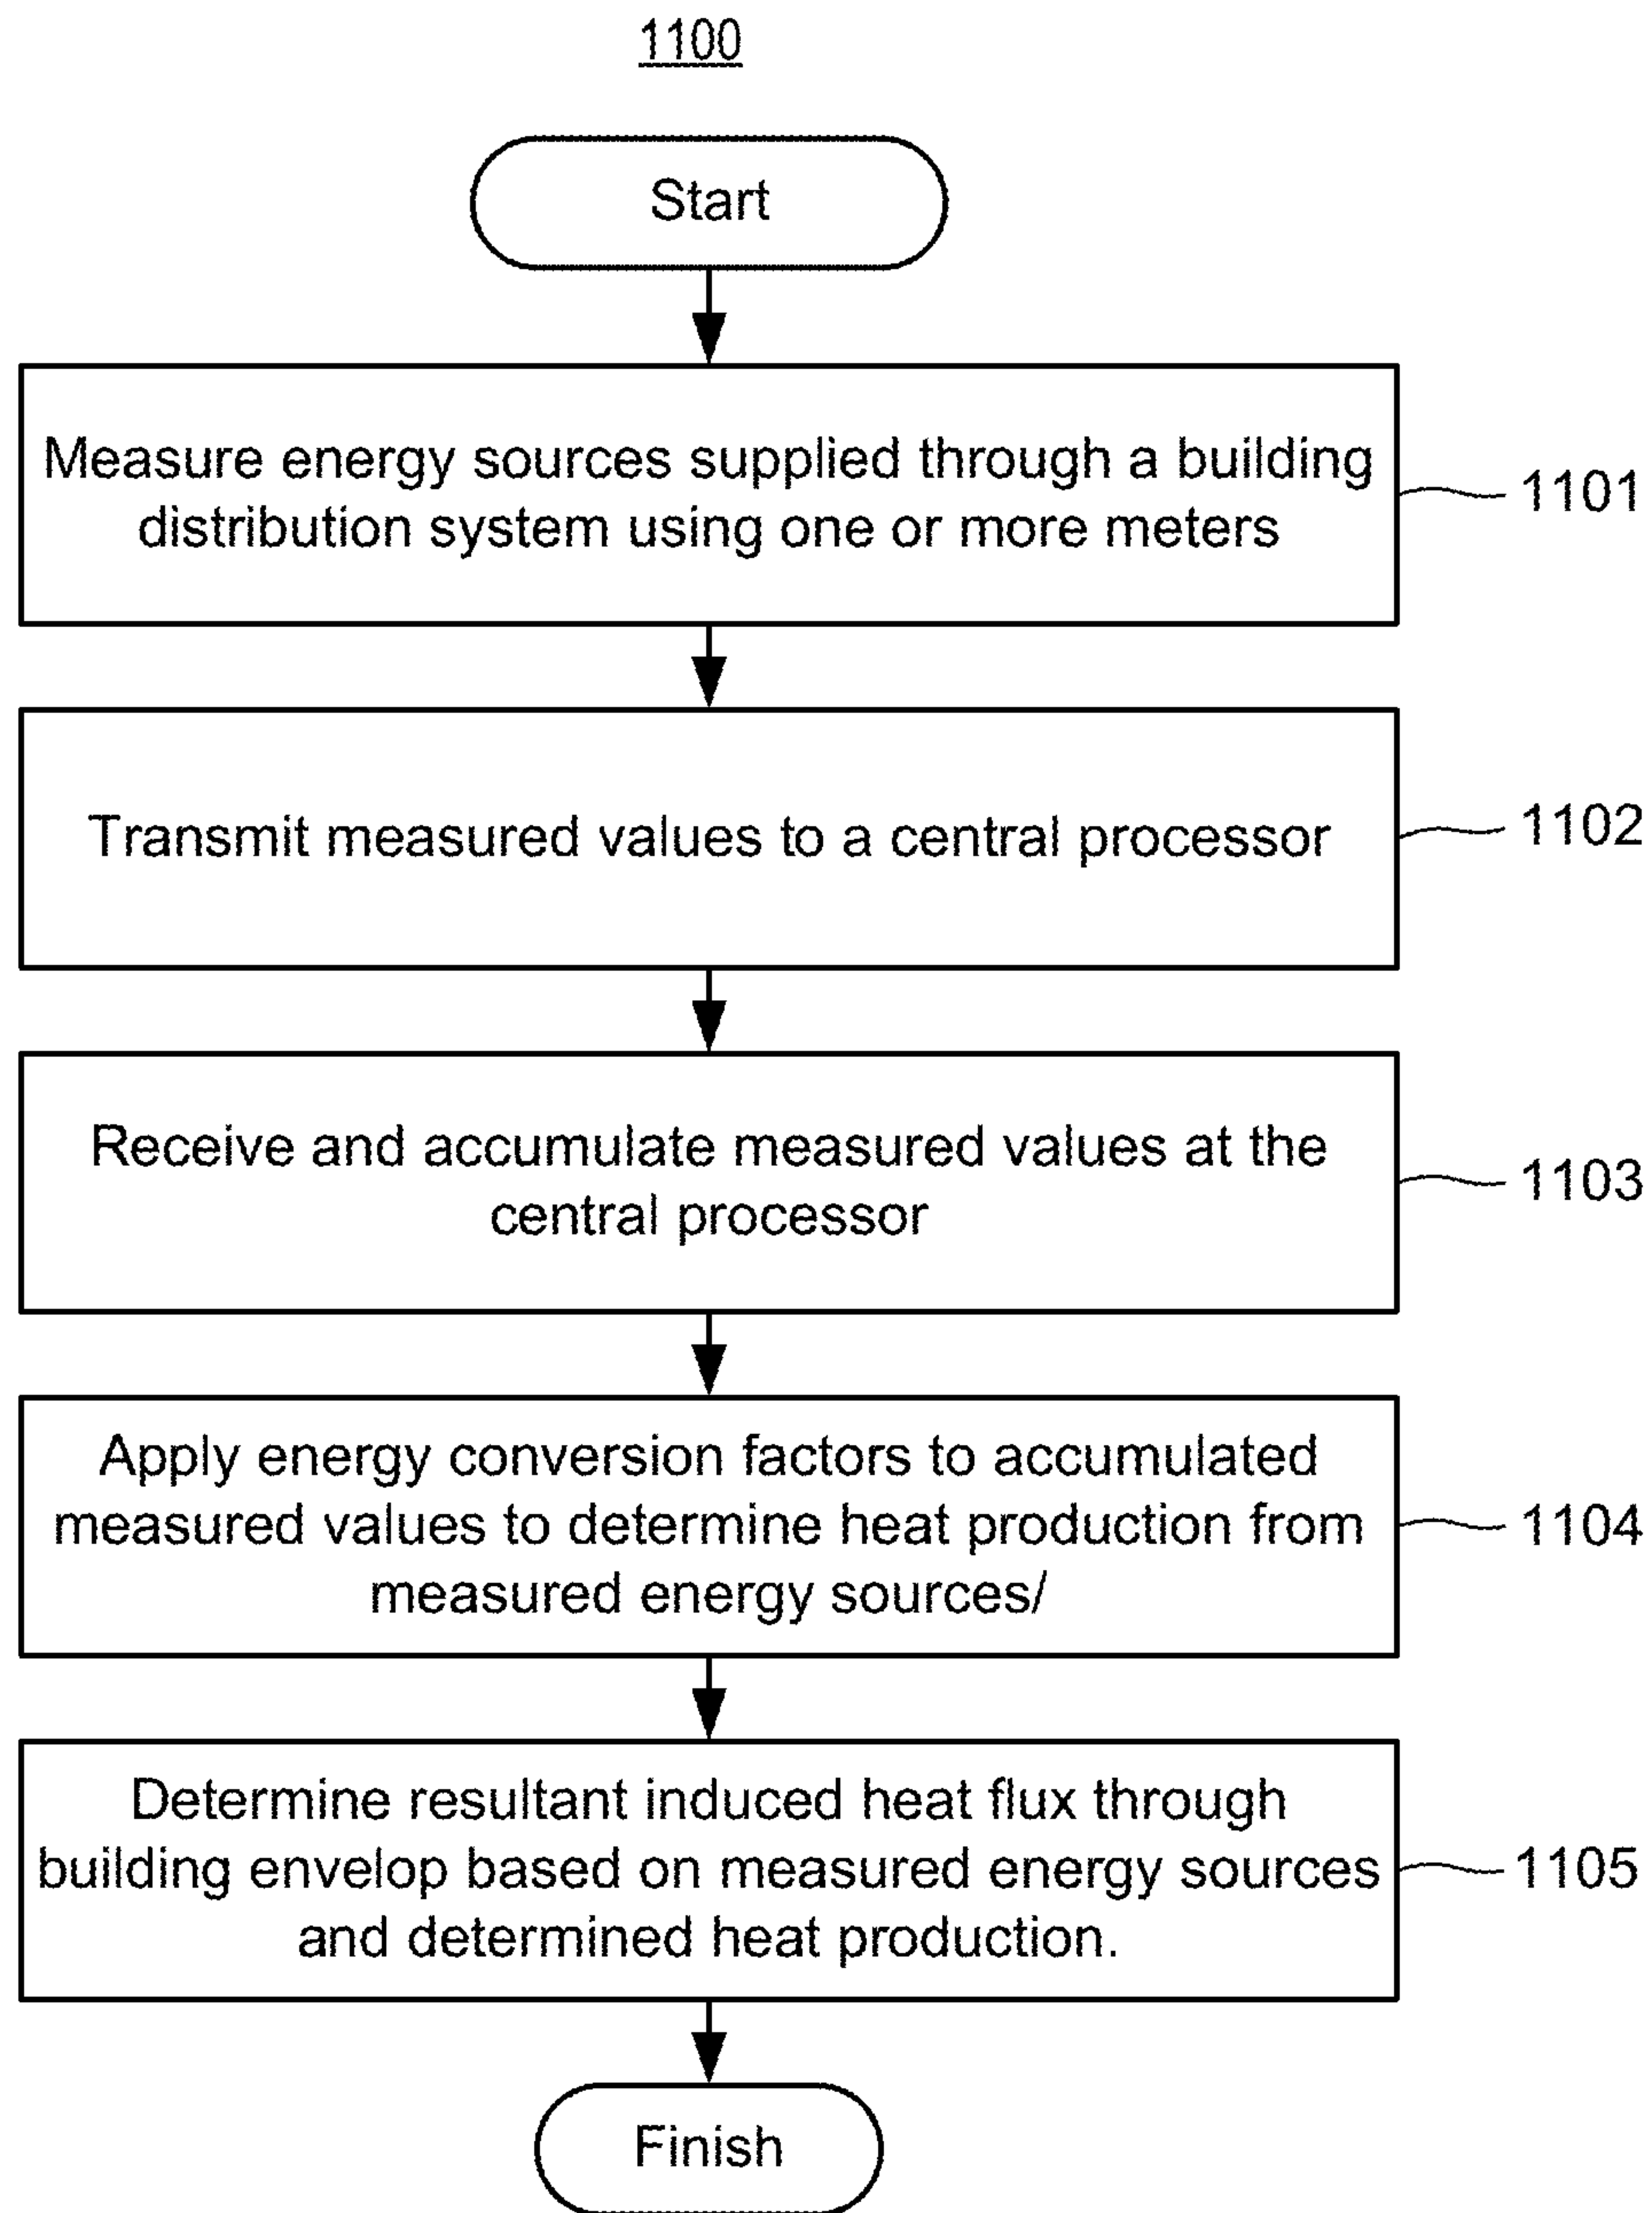 1100
Start
Measure energy sources supplied through a building
distribution system using one or more meters
1101
Transmit measured values to a central processor
1102
Receive and accumulate measured values at the
central processor
1103
Apply energy conversion factors to accumulated
measured values to determine heat production from
measured energy sources/
1104
Determine resultant induced heat flux through
building envelop based on measured energy sources
and determined heat production.
1105
Finish